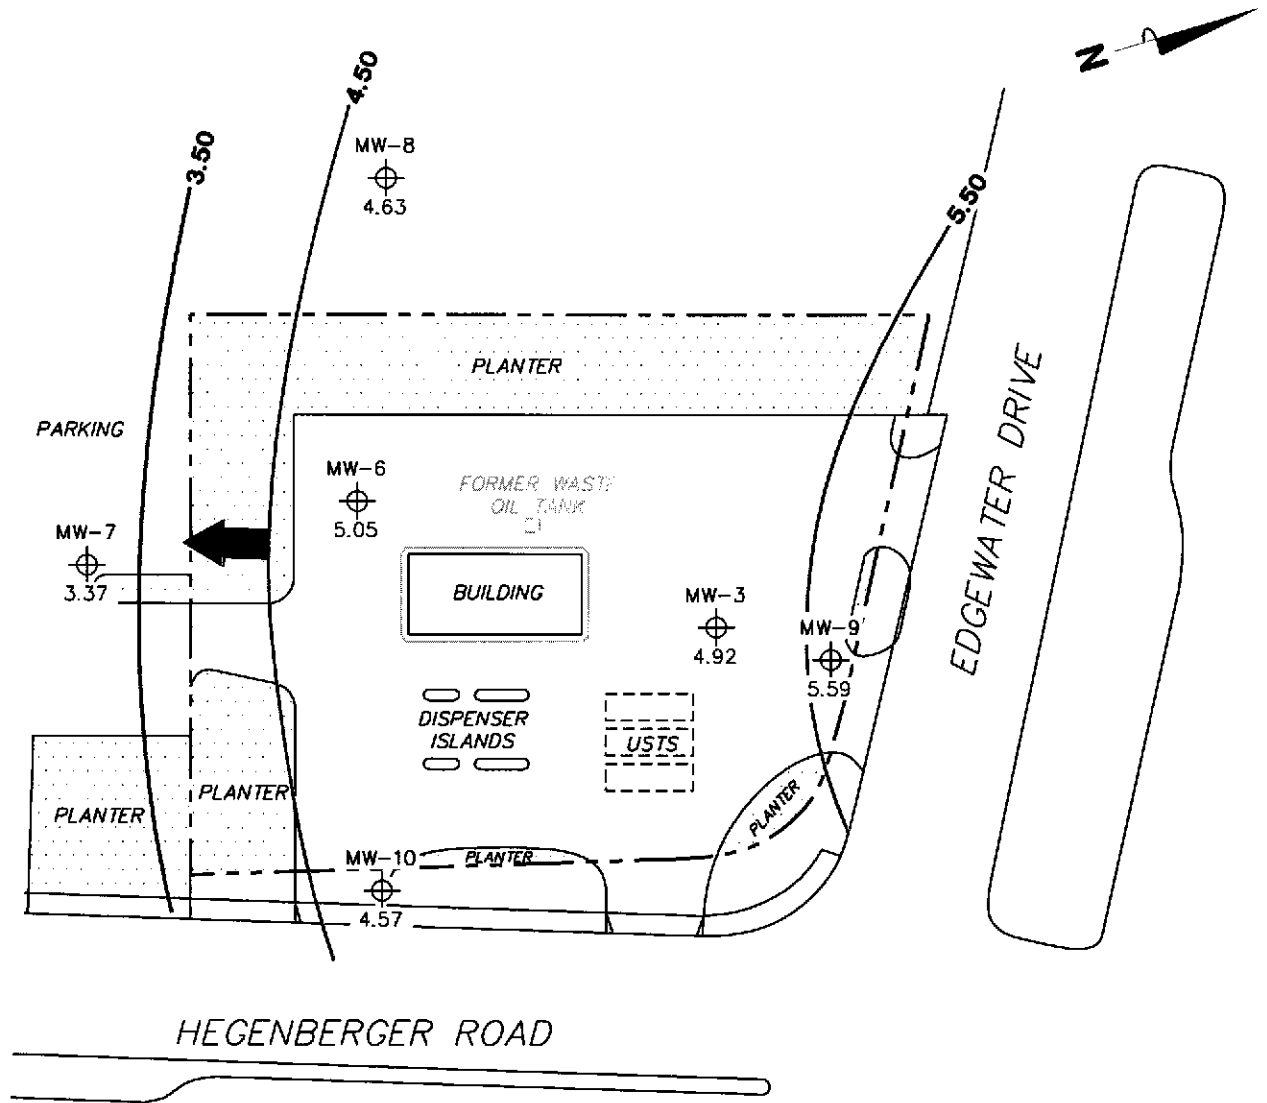 N
4.50
3.50
MW-8
4.63
5.50
PLANTER
PARKING
EDGEWATER DRIVE
MW-6
5.05
FORMER WASTE
OIL TANK
MW-7
3.37
BUILDING
MW-3
4.92
MW-9
5.59
DISPENSER
ISLANDS
USTS
PLANTER
PLANTER
PLANTER
MW-10
PLANTER
4.57
HEGENBERGER ROAD